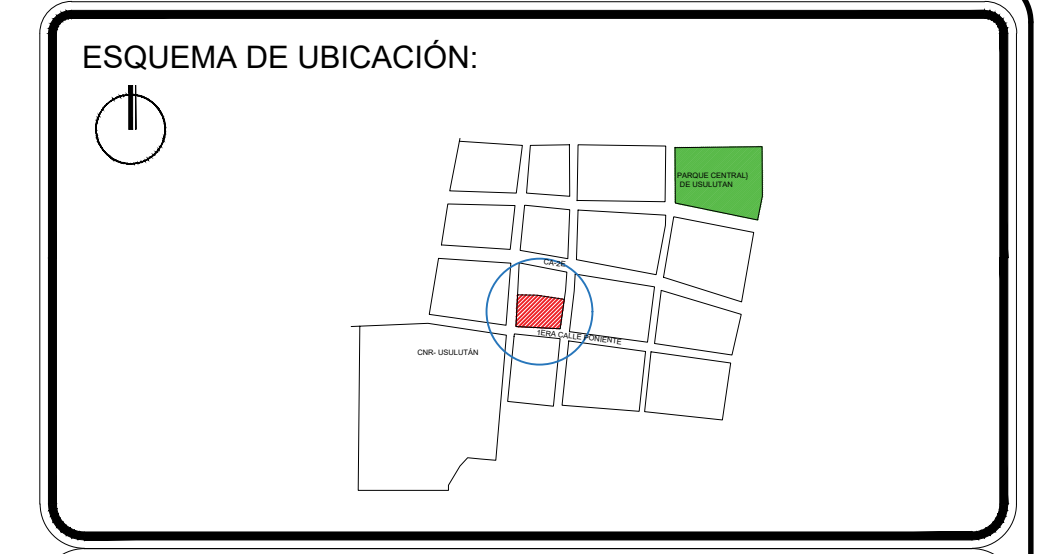 ESQUEMA DE UBICACIÓN:
PARQUE CENTRAL)
DE USULUTAN
CA-2E
1ERA CALLE PONIENTE
CNR- USULUTÁN